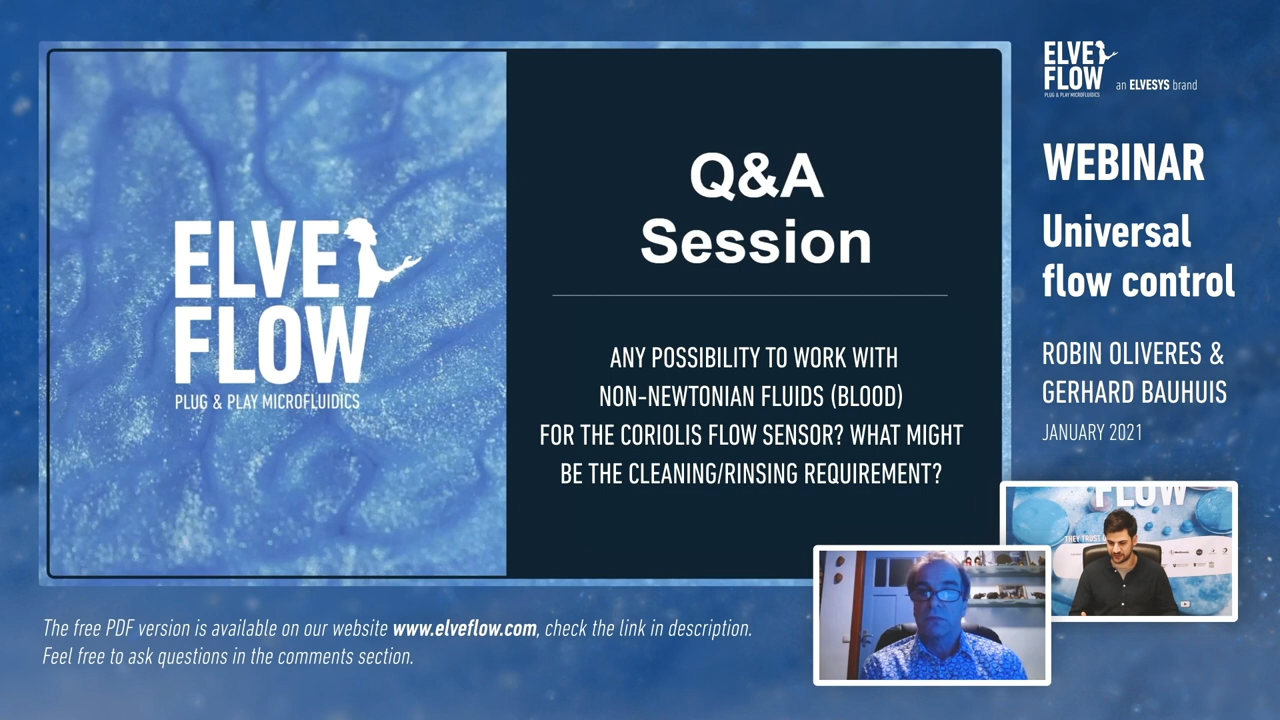 ELVE
FLOW
PLUG & PLAY MICROFLUIDICS
Q&A
Session
ANY POSSIBILITY TO WORK WITH
NON-NEWTONIAN FLUIDS (BLOOD)
FOR THE CORIOLIS FLOW SENSOR? WHAT MIGHT
BE THE CLEANING/RINSING REQUIREMENT?
ELVE
FLOW
PLUG & PLAY MICROFLUIDICS
an ELVESYS brand
WEBINAR
Universal
flow control
ROBIN OLIVERES &
GERHARD BAUHUIS
JANUARY 2021
FLOW
THEY TRUST
The free PDF version is available on our website www.elveflow.com, check the link in description.
Feel free to ask questions in the comments section.